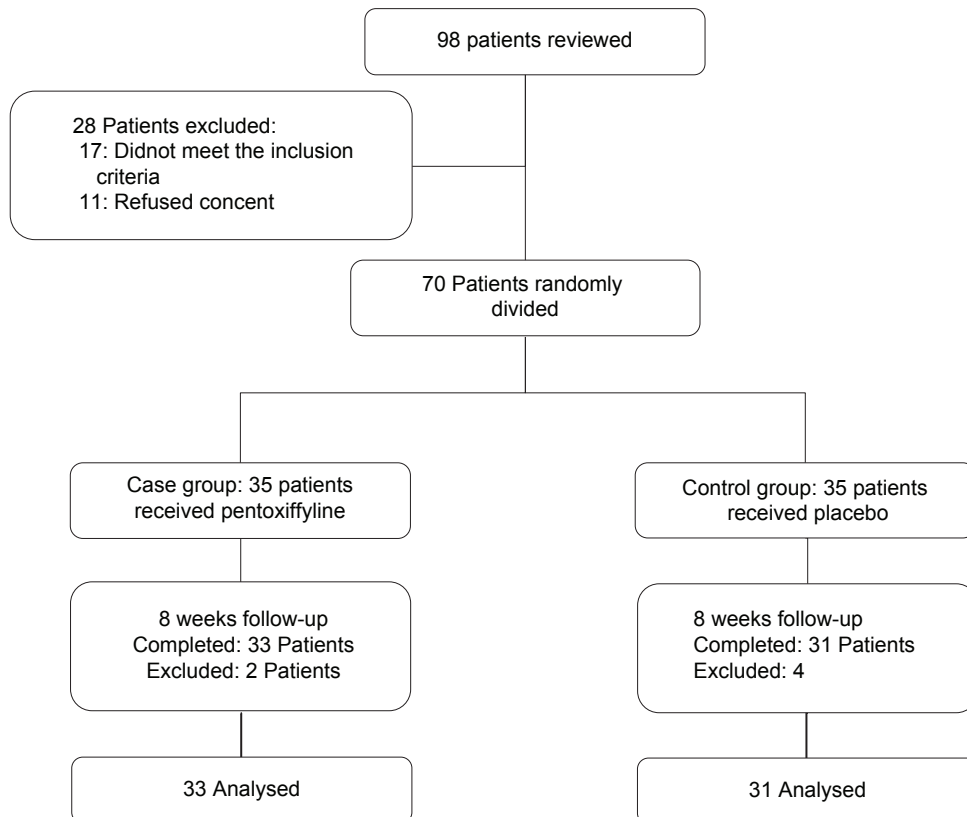 98 patients reviewed
28 Patients excluded:
17: Didnot meet the inclusion
criteria
11: Refused concent
70 Patients randomly
divided
Case group: 35 patients
received pentoxiffyline
Control group: 35 patients
received placebo
8 weeks follow-up
Completed: 33 Patients
Excluded: 2 Patients
8 weeks follow-up
Completed: 31 Patients
Excluded: 4
33 Analysed
31 Analysed